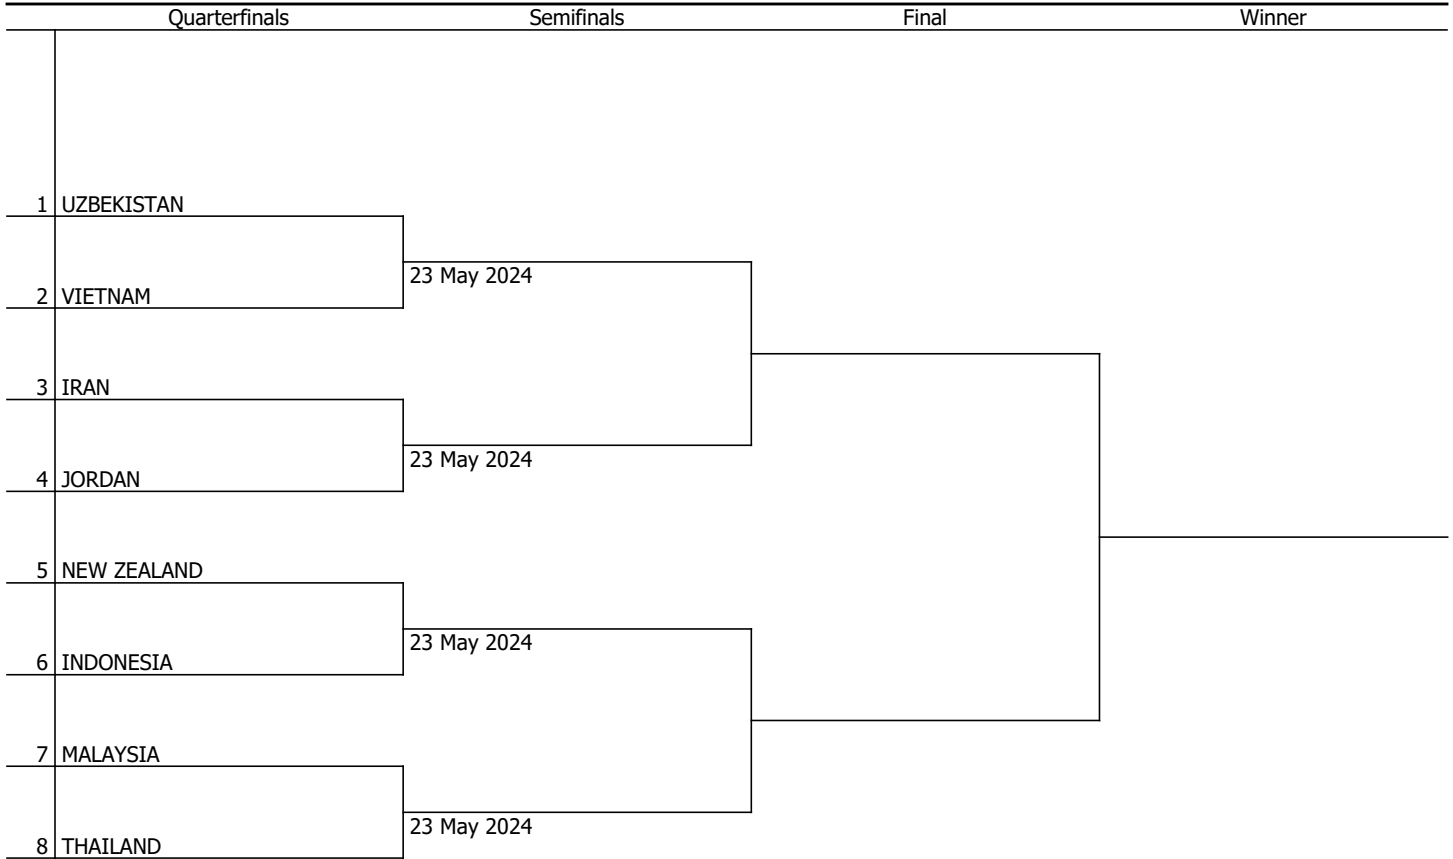 Quarterfinals Semifinals Final Winner
1 UZBEKISTAN
23 May 2024
2 VIETNAM
3 IRAN
23 May 2024
4 JORDAN
5 NEW ZEALAND
23 May 2024
6 INDONESIA
7 MALAYSIA
23 May 2024
8 THAILAND